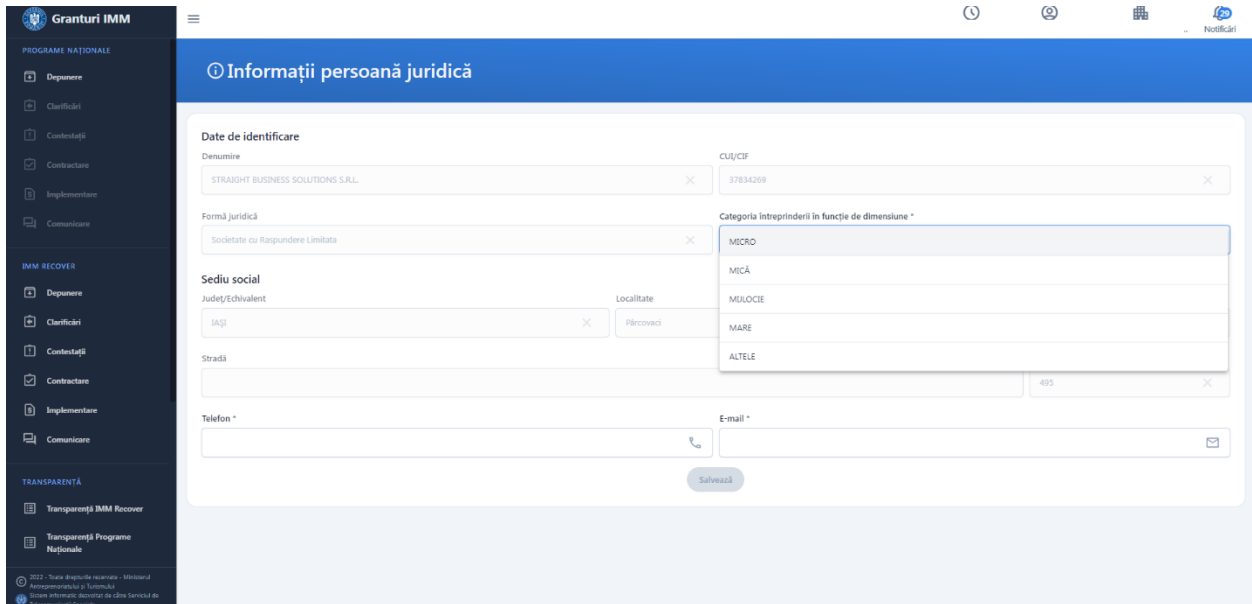 Granturi IMM
29
..
Notificări
PROGRAME NAȚIONALE
Depunere
Clarificări
Contestații
Contractare
Implementare
Comunicare
IMM RECOVER
Depunere
Clarificări
Contestații
Contractare
Implementare
Comunicare
TRANSPARENȚĂ
Transparență IMM Recover
Transparență Programe
Naționale
2022 - Toate drepturile rezervate - Ministerul
Antreprenoriatului și Turismului
Sistem informatic dezvoltat de către Serviciul de
Informații persoană juridică
Date de identificare
Denumire
CUI/CIF
STRAIGHT BUSINESS SOLUTIONS S.R.L.
37834269
Formă juridică
Categoria întreprinderii în funcție de dimensiune *
Societate cu Raspundere Limitata
MICRO
MICĂ
MIJLOCIE
MARE
ALTELE
Sediu social
Județ/Echivalent
Localitate
IAȘI
Pârcovaci
Stradă
495
Telefon *
E-mail *
Salvează